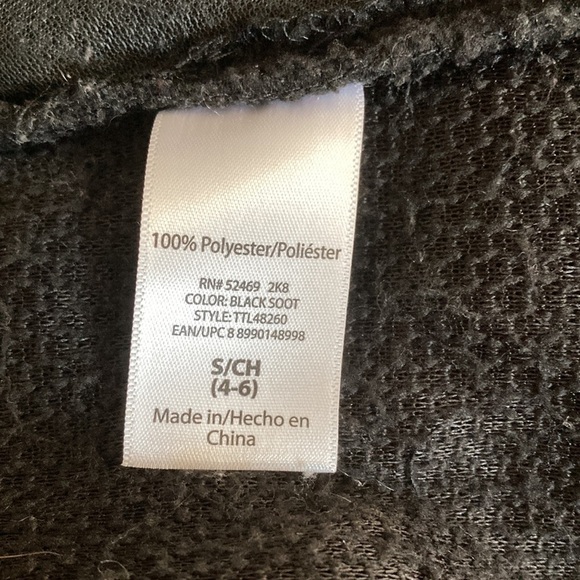 100% Polyester/Poliéster
RN# 52469 2K8
COLOR: BLACK SOOT
STYLE: TTL48260
EAN/UPC 8 8990148998
S/CH
(4-6)
Made in/Hecho en
China